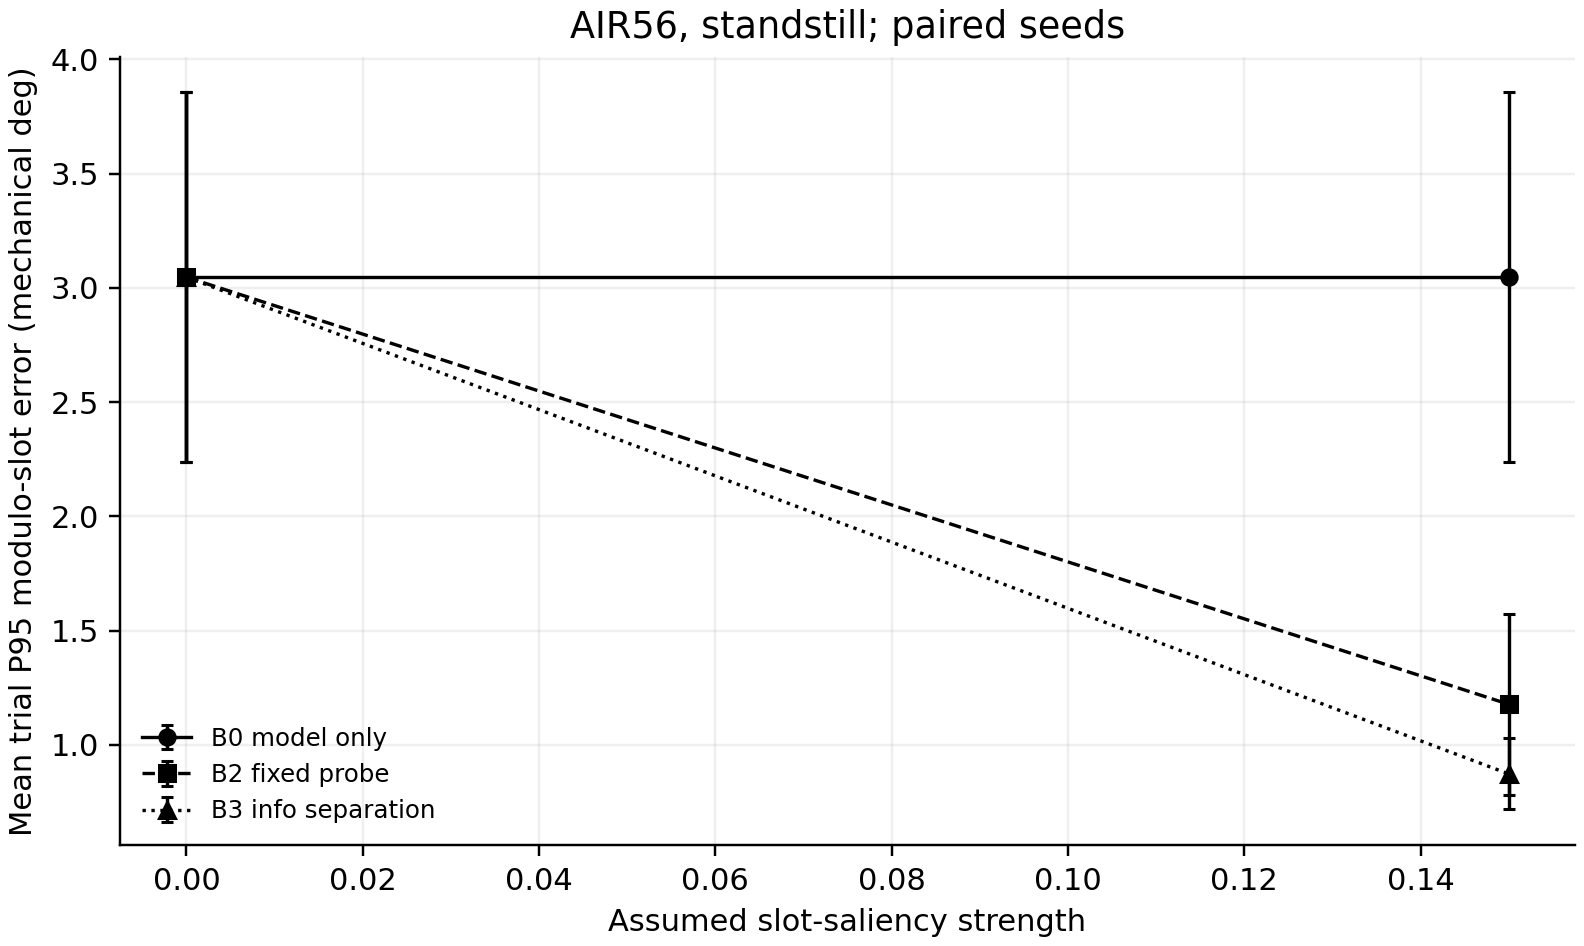 AIR56, standstill; paired seeds
Mean trial P95 modulo-slot error (mechanical deg)
4.0
3.5
3.0
2.5
2.0
1.5
1.0
B0 model only
B2 fixed probe
B3 info separation
0.00 0.02 0.04 0.06 0.08 0.10 0.12 0.14
Assumed slot-saliency strength